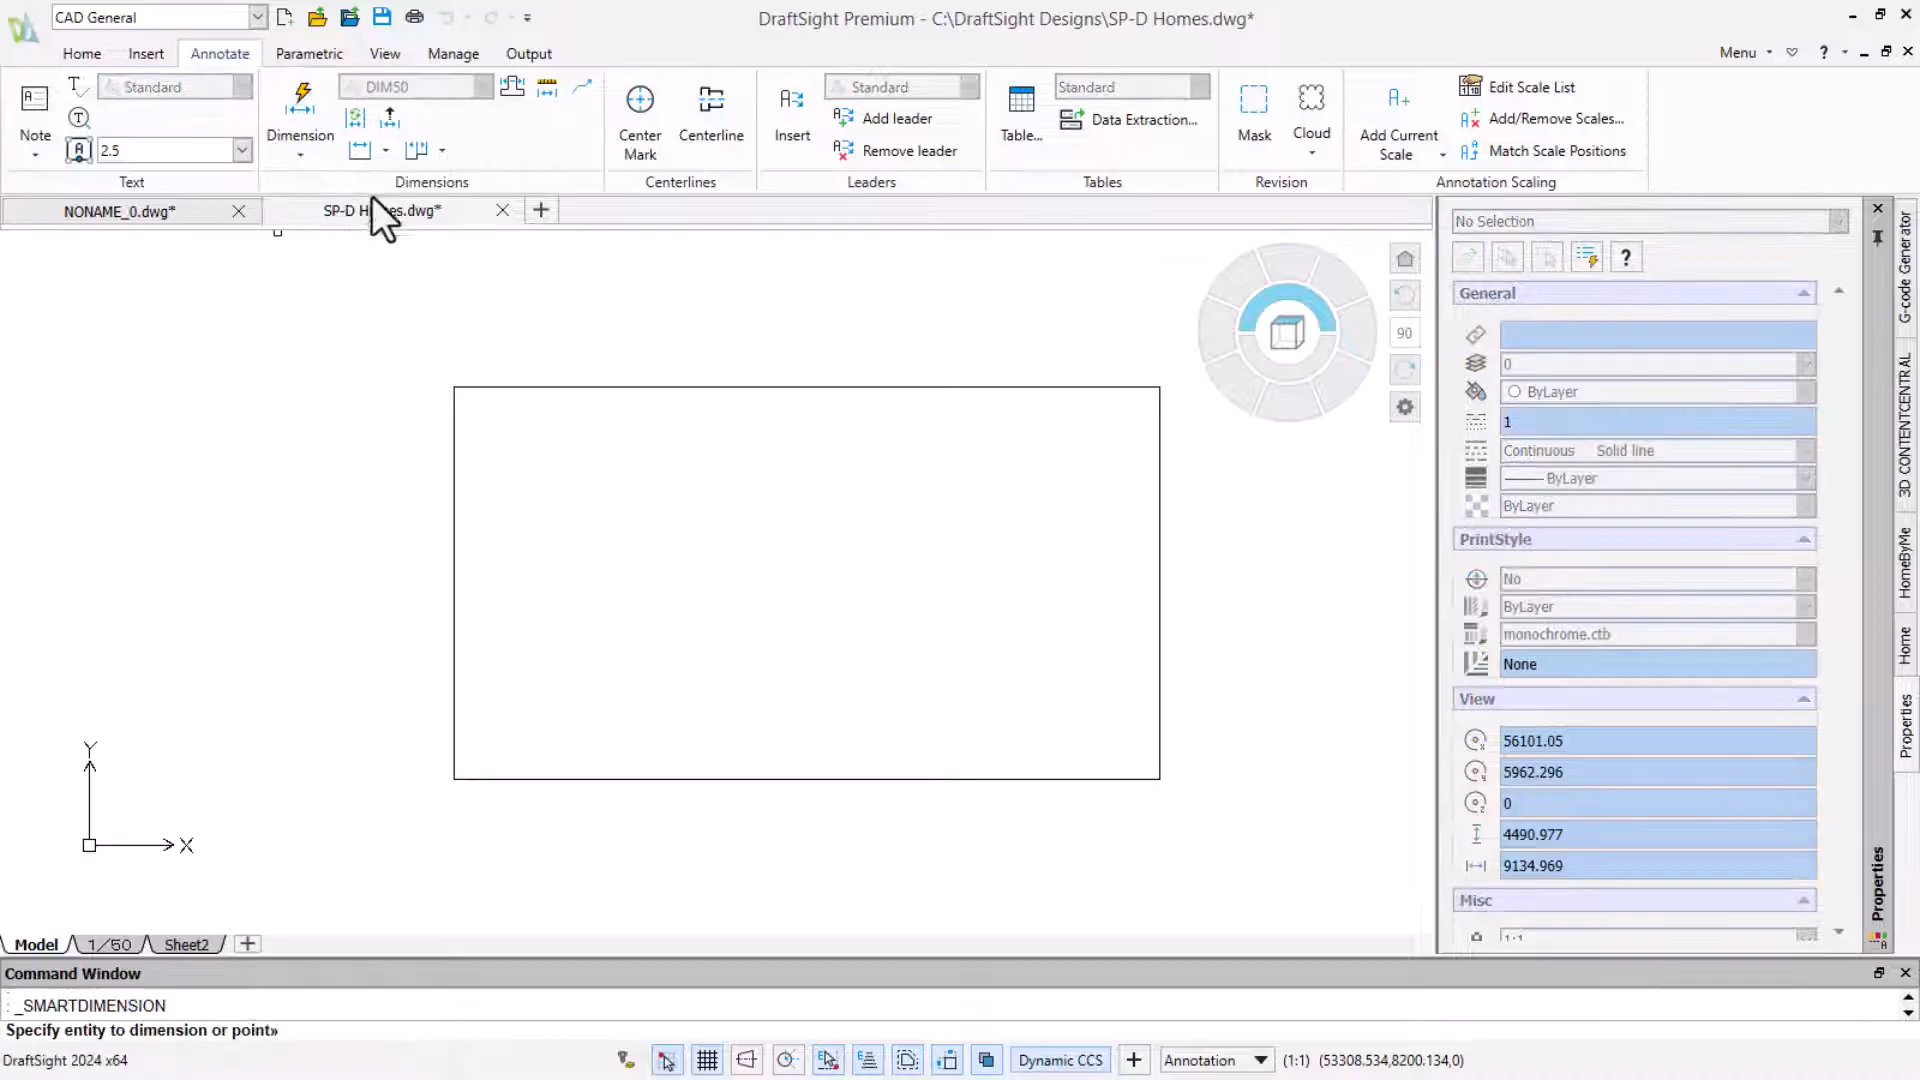 CAD General
DraftSight Premium - C:\DraftSight Designs\SP-D Homes.dwg*
Home
Insert
Annotate
Parametric
View
Manage
Output
Menu
?
Note
Standard
2.5
Text
Dimension
DIM50
Dimensions
Center
Mark
Centerline
Centerlines
Insert
Standard
Add leader
Remove leader
Leaders
Table...
Standard
Data Extraction...
Tables
Mask
Cloud
Revision
Add Current
Scale
Edit Scale List
Add/Remove Scales...
Match Scale Positions
Annotation Scaling
NONAME_0.dwg*
SP-D H es.dwg*
90
Y
X
No Selection
?
General
0
ByLayer
1
Continuous Solid line
ByLayer
ByLayer
PrintStyle
No
ByLayer
monochrome.ctb
None
View
56101.05
5962.296
0
4490.977
9134.969
Misc
1:1
G-code Generator
3D CONTENTCENTRAL
HomeByMe
Home
Properties
Properties
Model
1/50
Sheet2
Command Window
: _SMARTDIMENSION
Specify entity to dimension or point»
DraftSight 2024 x64
Dynamic CCS
Annotation
(1:1)
(53308.534,8200.134,0)